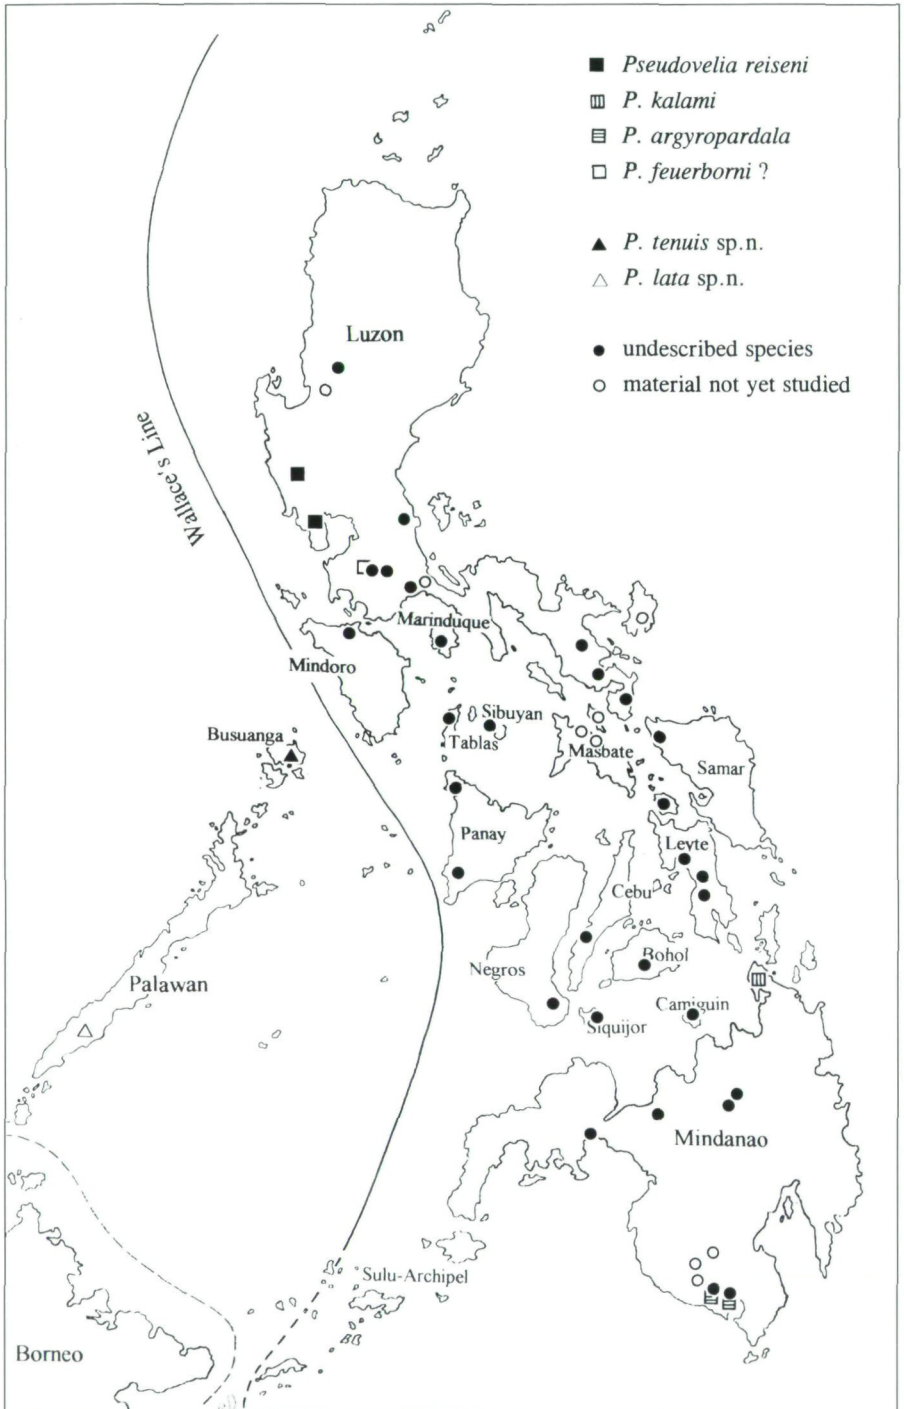 Pseudovelia reiseni
P. kalami
P. argyropardala
P. feuerborni ?
P. tenuis sp.n.
P. lata sp.n.
undescribed species
material not yet studied
Luzon
Wallace's Line
Marinduque
Mindoro
Sibuyan
Busuanga
Tablas
Masbate
Samar
Panay
Leyte
Cebu
Bohol
Negros
Palawan
Camiguin
Siquijor
Mindanao
Sulu-Archipel
Borneo